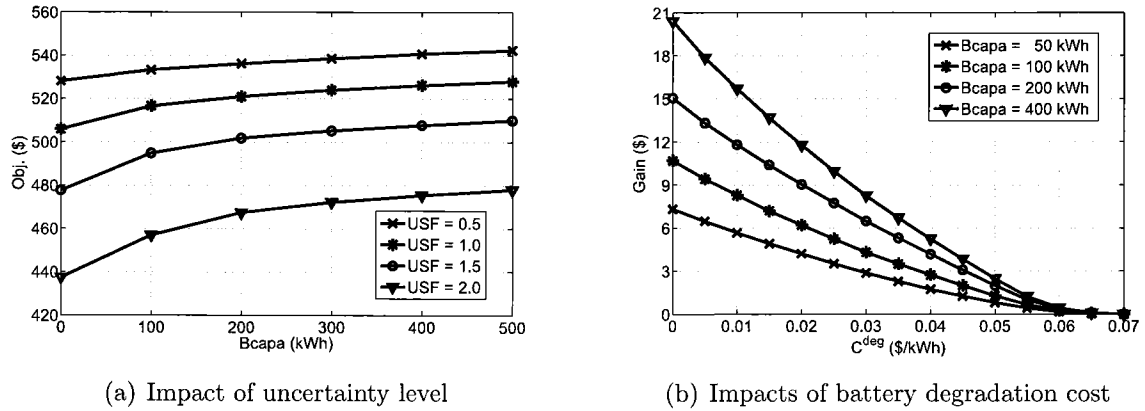 560
540
520
500
480
460
440
420
Obj. ($)
USF = 0.5
USF = 1.0
USF = 1.5
USF = 2.0
0 100 200 300 400 500
Bcapa (kWh)
(a) Impact of uncertainty level
21
18
15
12
9
6
3
0
Gain ($)
Bcapa = 50 kWh
Bcapa = 100 kWh
Bcapa = 200 kWh
Bcapa = 400 kWh
0 0.01 0.02 0.03 0.04 0.05 0.06 0.07
C^deg ($/kWh)
(b) Impacts of battery degradation cost